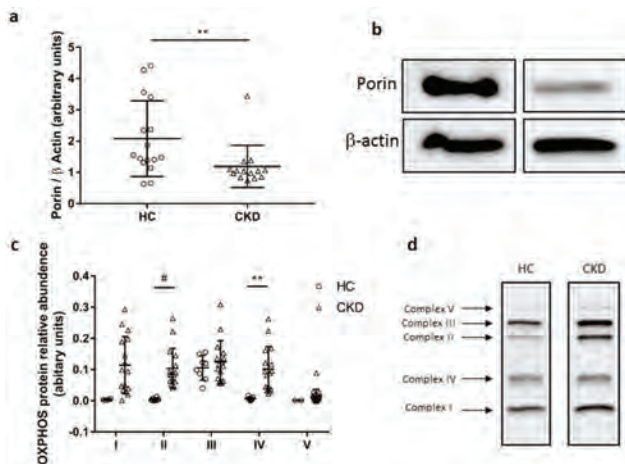 a
**
Porin / β Actin (arbitrary units)
5
4
3
2
1
0
HC
CKD
b
Porin
β-actin
c
OXPHOS protein relative abundance
(abitary units)
0.4
0.3
0.2
0.1
0.0
-0.1
#
**
HC
CKD
I
II
III
IV
V
d
HC
CKD
Complex V
Complex III
Complex II
Complex IV
Complex I